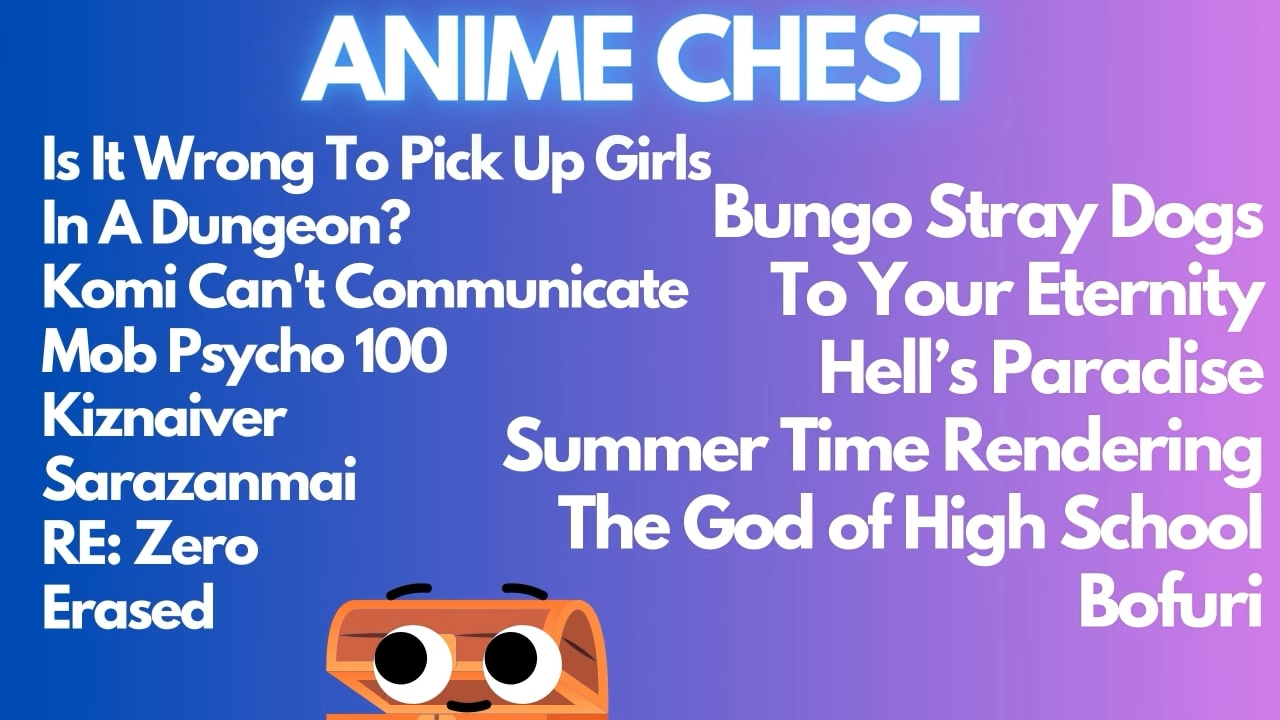 ANIME CHEST
Is It Wrong To Pick Up Girls
In A Dungeon?
Komi Can't Communicate
Mob Psycho 100
Kiznaiver
Sarazanmai
RE: Zero
Erased
Bungo Stray Dogs
To Your Eternity
Hell’s Paradise
Summer Time Rendering
The God of High School
Bofuri